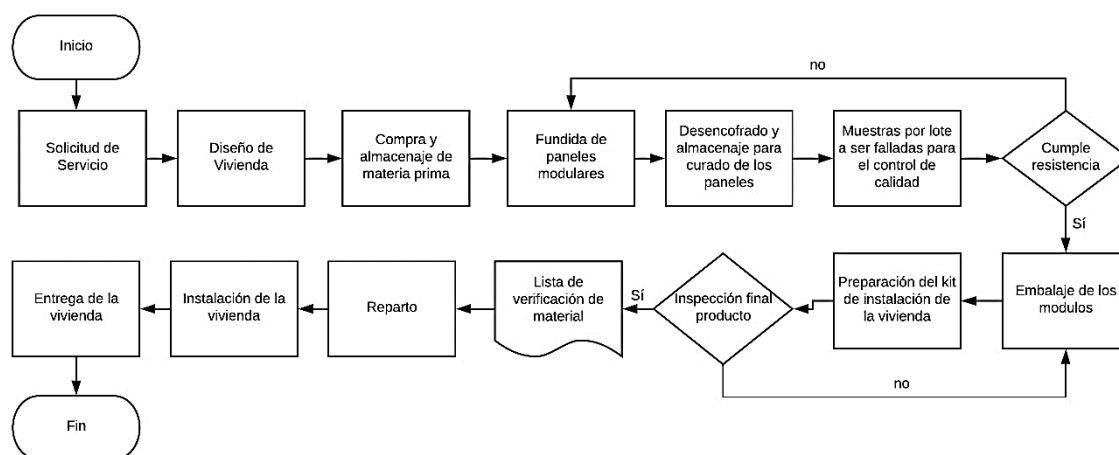 Inicio
no
Solicitud de
Servicio
Diseño de
Vivienda
Compra y
almacenaje de
materia prima
Fundida de
paneles
modulares
Desencofrado y
almacenaje para
curado de los
paneles
Muestras por lote
a ser falladas para
el control de
calidad
Cumple
resistencia
Sí
Embalaje de los
modulos
Preparación del kit
de instalación de
la vivienda
Inspección final
producto
Sí
no
Lista de
verificación de
material
Reparto
Instalación de la
vivienda
Entrega de la
vivienda
Fin